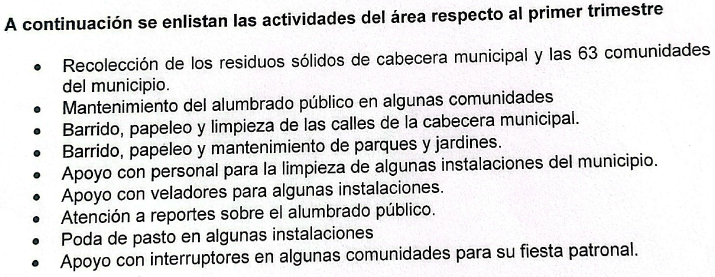 A continuación se enlistan las actividades del área respecto al primer trimestre
• Recolección de los residuos sólidos de cabecera municipal y las 63 comunidades
del municipio.
• Mantenimiento del alumbrado público en algunas comunidades
• Barrido, papeleo y limpieza de las calles de la cabecera municipal.
• Barrido, papeleo y mantenimiento de parques y jardines.
• Apoyo con personal para la limpieza de algunas instalaciones del municipio.
• Apoyo con veladores para algunas instalaciones.
• Atención a reportes sobre el alumbrado público.
• Poda de pasto en algunas instalaciones
• Apoyo con interruptores en algunas comunidades para su fiesta patronal.